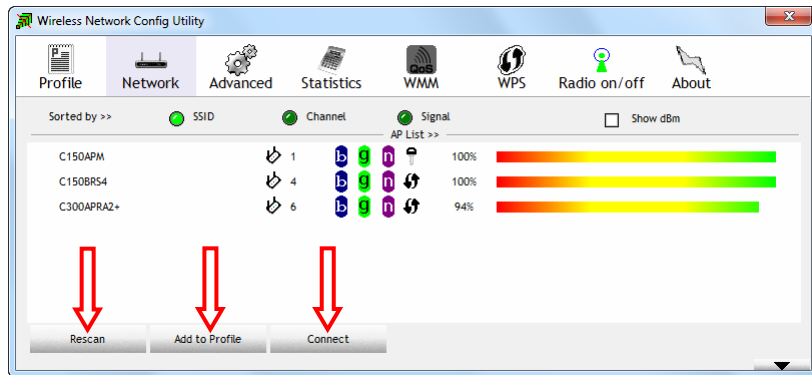 Wireless Network Config Utility
Profile Network Advanced Statistics QoS WMM WPS Radio on/off About
Sorted by >> SSID Channel Signal Show dBm
AP List >>
C150APM 1 b g n 100%
C150BRS4 4 b g n 100%
C300APRA2+ 6 b g n 94%
Rescan Add to Profile Connect